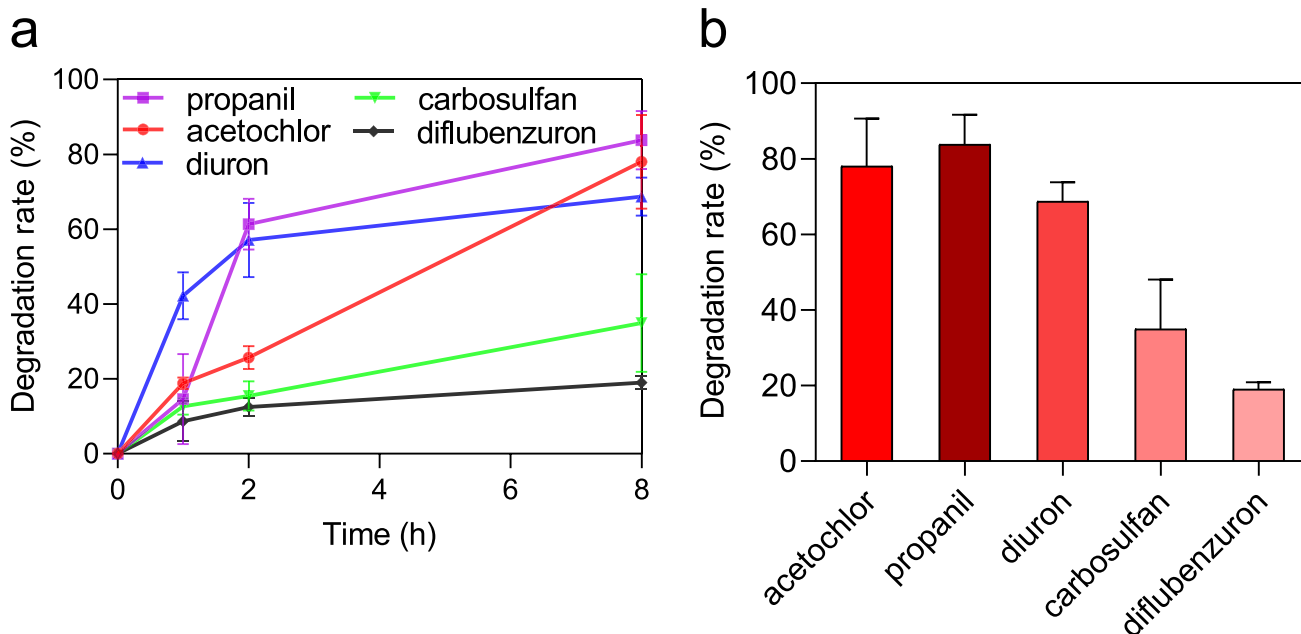 a
100
80
60
40
20
0
Degradation rate (%)
propanil
acetochlor
diuron
carbosulfan
diflubenzuron
0 2 4 6 8
Time (h)
b
100
80
60
40
20
0
Degradation rate (%)
acetochlor
propanil
diuron
carbosulfan
diflubenzuron